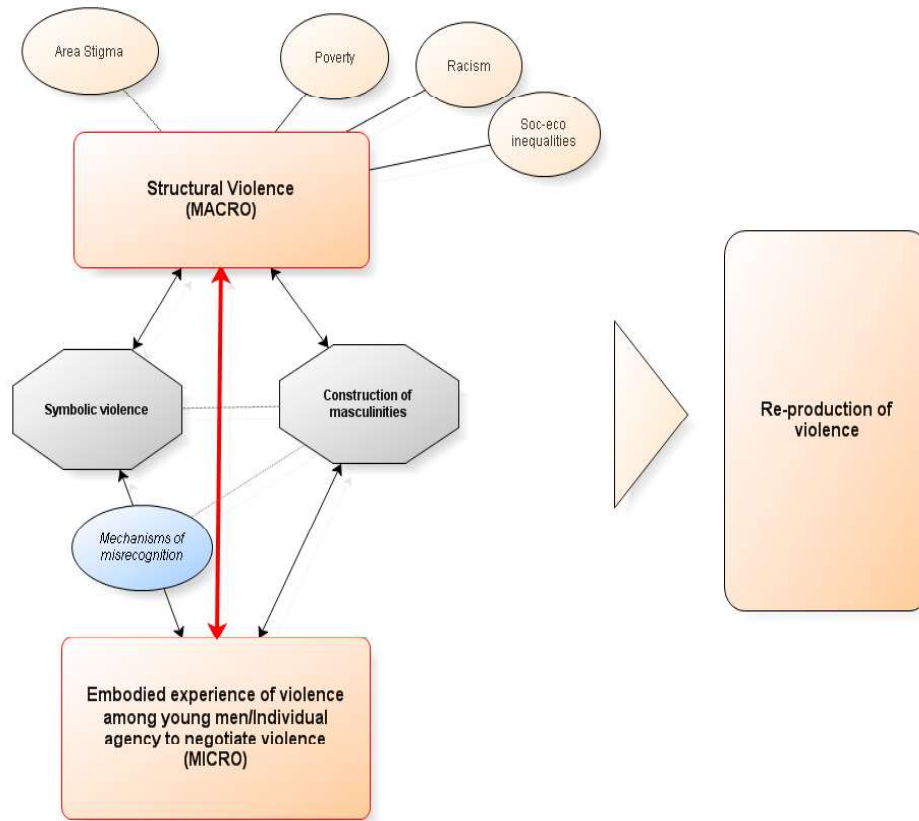 Area Stigma
Poverty
Racism
Soc-eco
inequalities
Structural Violence
(MACRO)
Symbolic violence
Construction of
masculinities
Mechanisms of
misrecognition
Embodied experience of violence
among young men/Individual
agency to negotiate violence
(MICRO)
Re-production of
violence